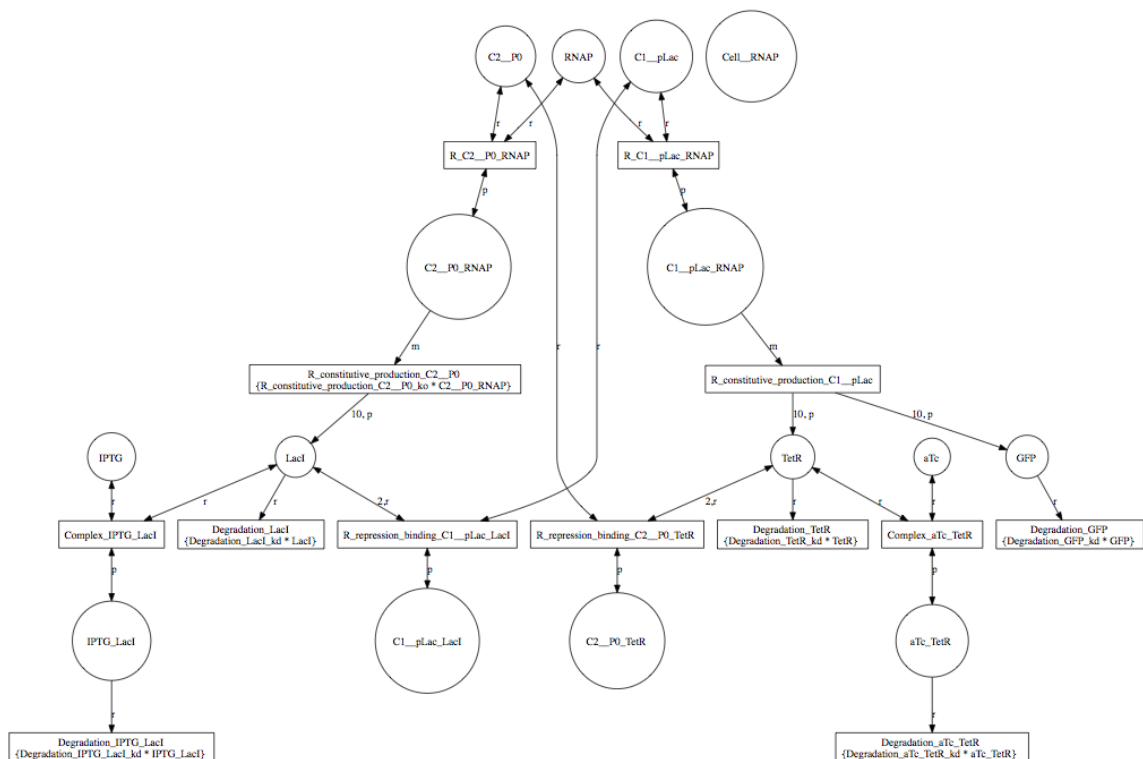 C2__P0
RNAP
C1__pLac
Cell__RNAP
r
r
r
r
R_C2__P0_RNAP
R_C1__pLac_RNAP
p
p
C2__P0_RNAP
C1__pLac_RNAP
m
r
r
m
R_constitutive_production_C2__P0
{R_constitutive_production_C2__P0_ko * C2__P0_RNAP}
R_constitutive_production_C1__pLac
10, p
10, p
10, p
IPTG
LacI
TetR
aTc
GFP
r
r
r
2,r
2,r
r
r
r
r
Complex_IPTG_LacI
Degradation_LacI
{Degradation_LacI_kd * LacI}
R_repression_binding_C1__pLac_LacI
R_repression_binding_C2__P0_TetR
Degradation_TetR
{Degradation_TetR_kd * TetR}
Complex_aTc_TetR
Degradation_GFP
{Degradation_GFP_kd * GFP}
p
p
p
p
IPTG_LacI
C1__pLac_LacI
C2__P0_TetR
aTc_TetR
r
r
Degradation_IPTG_LacI
{Degradation_IPTG_LacI_kd * IPTG_LacI}
Degradation_aTc_TetR
{Degradation_aTc_TetR_kd * aTc_TetR}